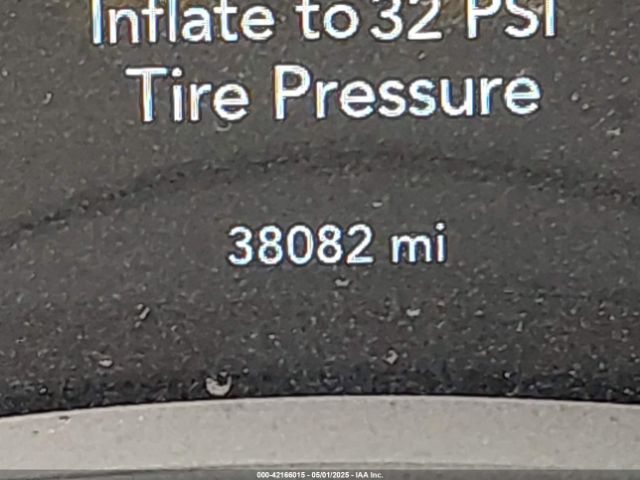 Inflate to 32 PSI
Tire Pressure
38082 mi
000-42166015 - 05/01/2025 - IAA Inc.